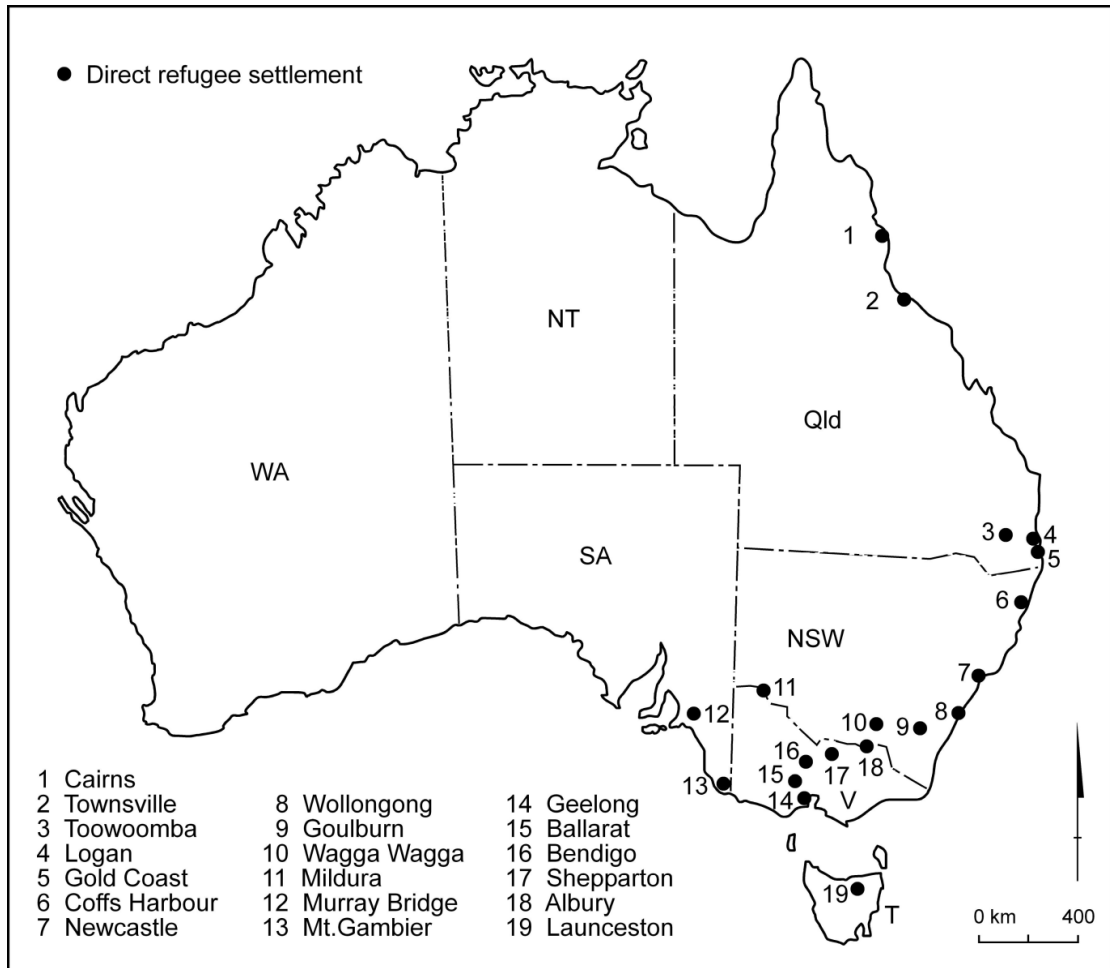 ● Direct refugee settlement
1
2
NT
Qld
WA
3
4
5
SA
6
NSW
7
11
8
12
10
9
16
18
17
13
15
14
V
1 Cairns
2 Townsville
3 Toowoomba
4 Logan
5 Gold Coast
6 Coffs Harbour
7 Newcastle
8 Wollongong
9 Goulburn
10 Wagga Wagga
11 Mildura
12 Murray Bridge
13 Mt.Gambier
14 Geelong
15 Ballarat
16 Bendigo
17 Shepparton
18 Albury
19 Launceston
19
T
0 km 400